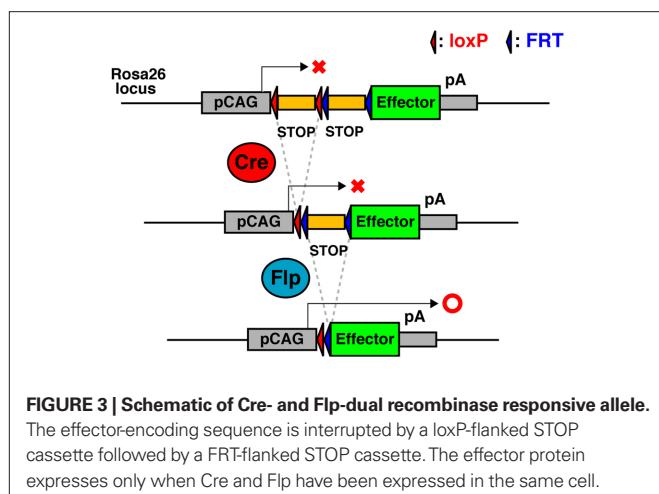 : loxP : FRT
Rosa26
locus
pCAG
Effector
pA
STOP STOP
Cre
pCAG
Effector
pA
STOP
Flp
pCAG
Effector
pA
FIGURE 3 | Schematic of Cre- and Flp-dual recombinase responsive allele.
The effector-encoding sequence is interrupted by a loxP-flanked STOP
cassette followed by a FRT-flanked STOP cassette. The effector protein
expresses only when Cre and Flp have been expressed in the same cell.